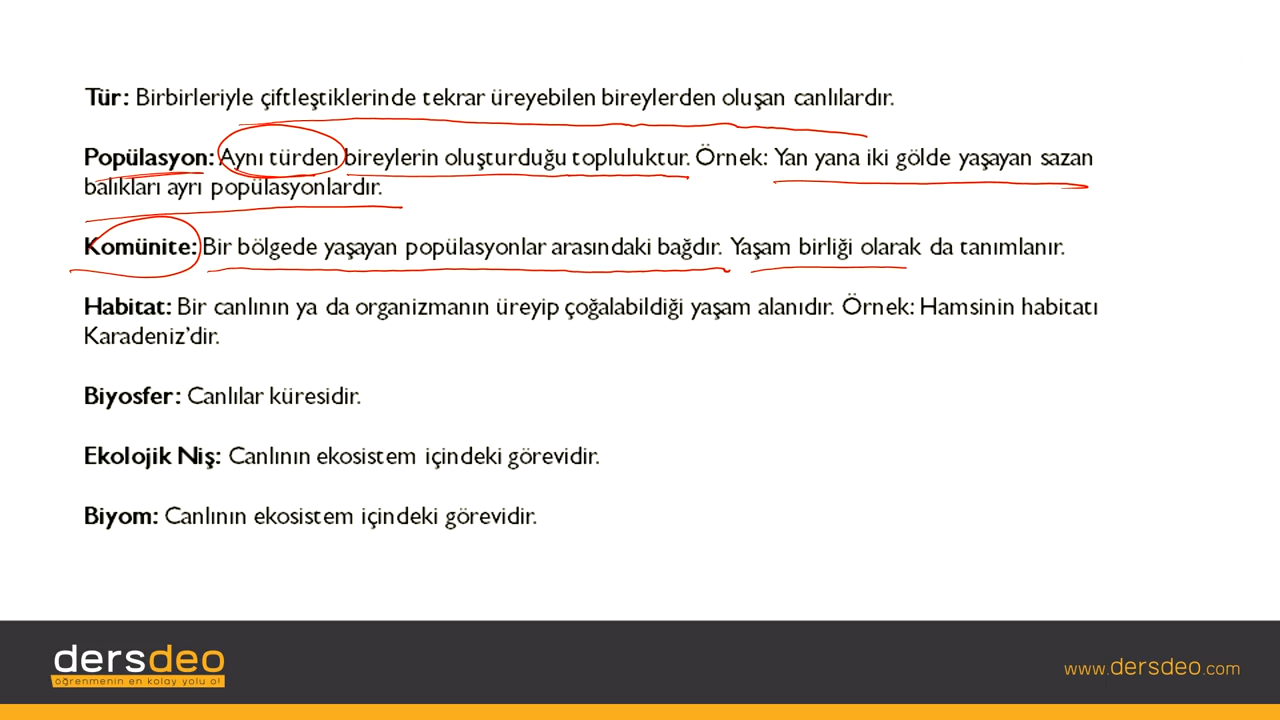 Tür: Birbirleriyle çiftleştiklerinde tekrar üreyebilen bireylerden oluşan canlılardır.
Popülasyon: Aynı türden bireylerin oluşturduğu topluluktur. Örnek: Yan yana iki gölde yaşayan sazan
balıkları ayrı popülasyonlardır.
Komünite: Bir bölgede yaşayan popülasyonlar arasındaki bağdır. Yaşam birliği olarak da tanımlanır.
Habitat: Bir canlının ya da organizmanın üreyip çoğalabildiği yaşam alanıdır. Örnek: Hamsinin habitatı
Karadeniz’dir.
Biyosfer: Canlılar küresidir.
Ekolojik Niş: Canlının ekosistem içindeki görevidir.
Biyom: Canlının ekosistem içindeki görevidir.
dersdeo
öğrenmenin en kolay yolu o!
www.dersdeo.com